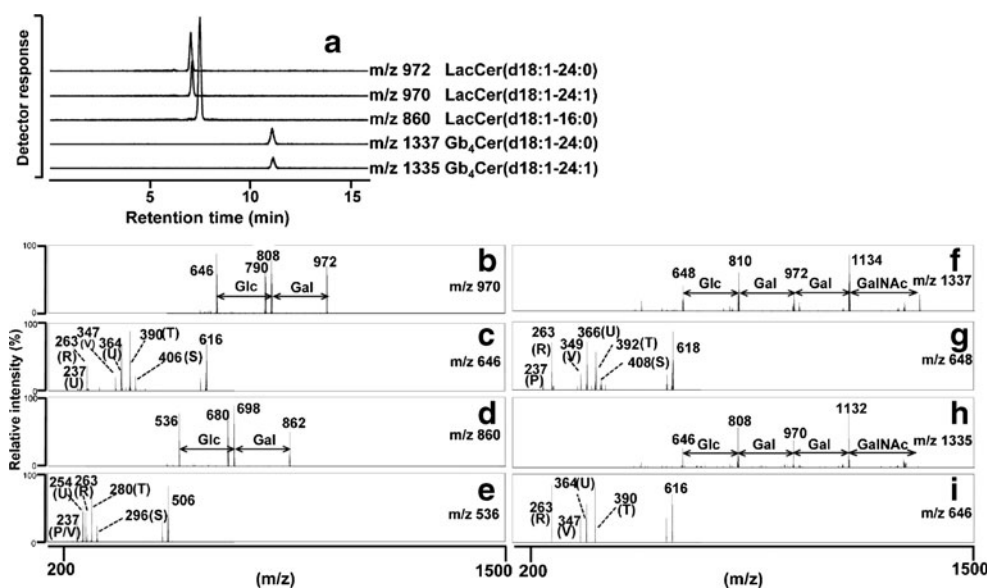 a
Detector response
m/z 972 LacCer(d18:1-24:0)
m/z 970 LacCer(d18:1-24:1)
m/z 860 LacCer(d18:1-16:0)
m/z 1337 Gb4Cer(d18:1-24:0)
m/z 1335 Gb4Cer(d18:1-24:1)
5 10 15
Retention time (min)
Relative intensity (%)
100
0
b
646 790 808 972
Glc Gal
m/z 970
100
0
c
347 (V) 263 (R) 364 (U) 390(T) 616
406(S)
237 (U)
m/z 646
100
0
d
536 680 698 862
Glc Gal
m/z 860
100
0
e
254 (U) 263 (R) 280(T) 506
296(S)
237 (P/V)
m/z 536
200 1500
(m/z)
f
648 810 972 1134
Glc Gal Gal GalNAc
m/z 1337
g
263 (R) 366(U) 349 (V) 392(T) 618
408(S)
237 (P)
m/z 648
h
646 808 970 1132
Glc Gal Gal GalNAc
m/z 1335
i
364(U) 616
263 (R) 390 (T)
347 (V)
m/z 646
200 1500
(m/z)